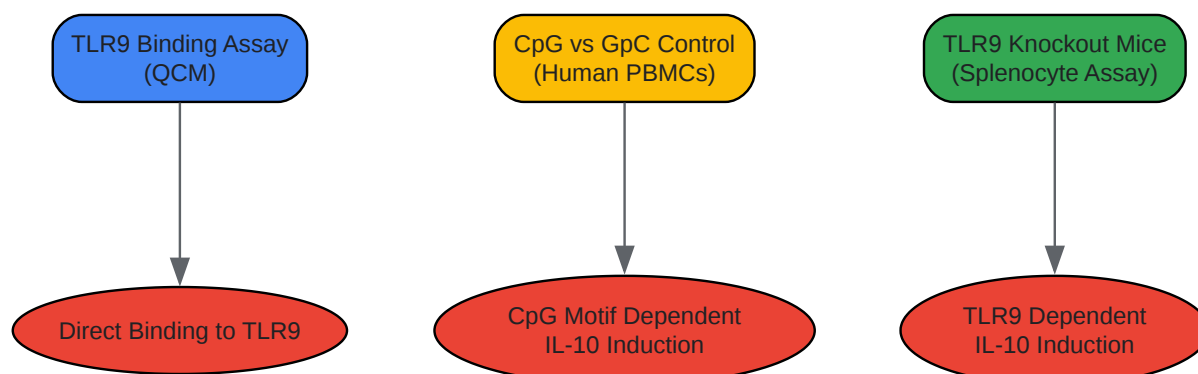 TLR9 Binding Assay
(QCM)
CpG vs GpC Control
(Human PBMCs)
TLR9 Knockout Mice
(Splenocyte Assay)
Direct Binding to TLR9
CpG Motif Dependent
IL-10 Induction
TLR9 Dependent
IL-10 Induction